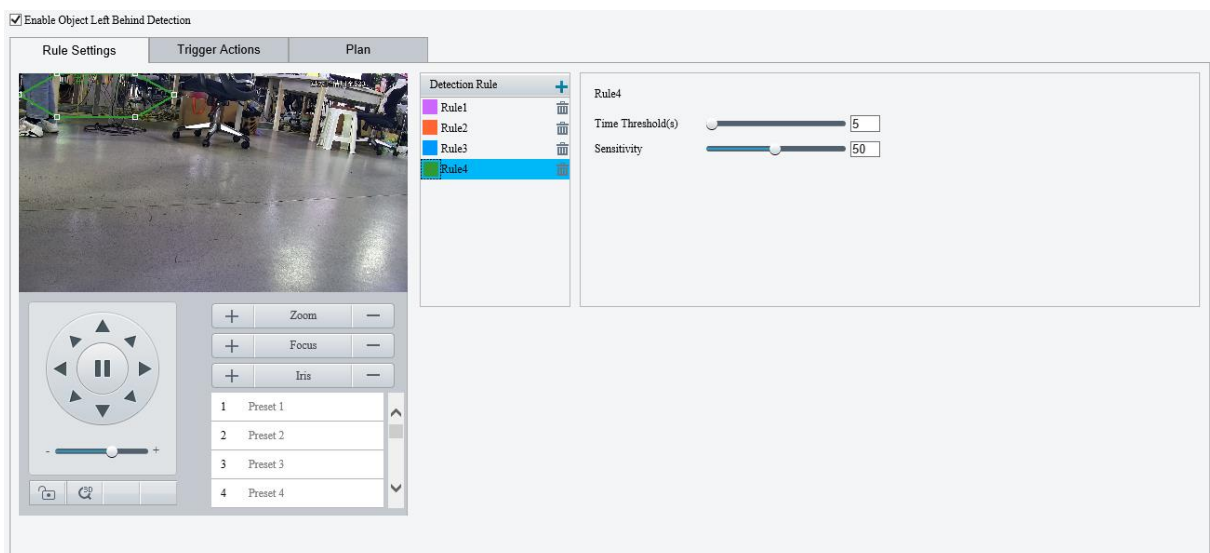 Enable Object Left Behind Detection
Rule Settings Trigger Actions Plan
Detection Rule
Rule1
Rule2
Rule3
Rule4
Rule4
Time Threshold(s) 5
Sensitivity 50
+ Zoom −
+ Focus −
+ Iris −
- +
3D
1 Preset 1
2 Preset 2
3 Preset 3
4 Preset 4